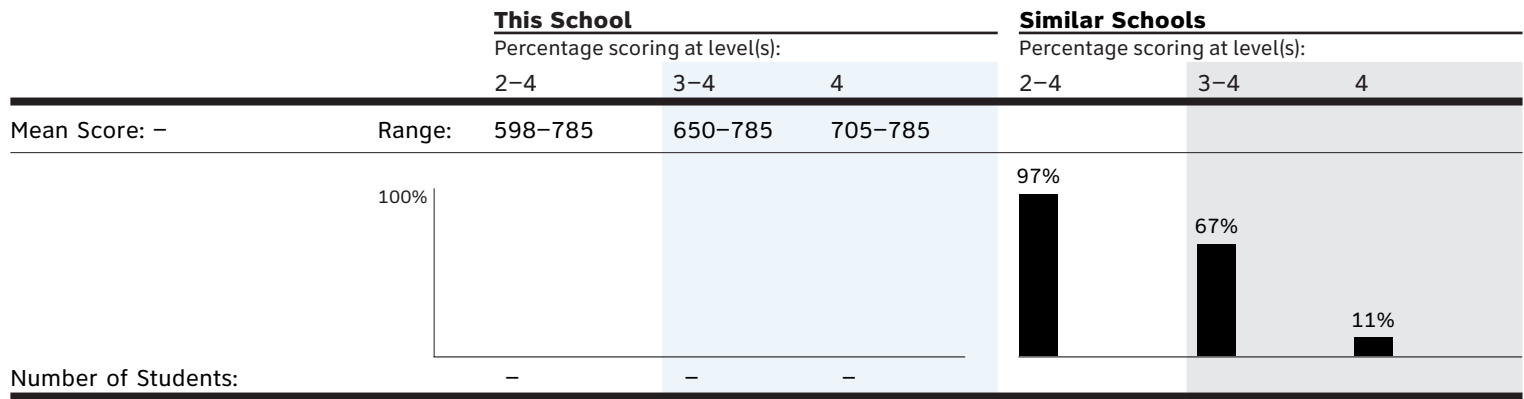 This School Similar Schools
Percentage scoring at level(s): Percentage scoring at level(s):
2–4 3–4 4 2–4 3–4 4
Mean Score: – Range: 598–785 650–785 705–785
97%
100%
67%
11%
Number of Students: – – –